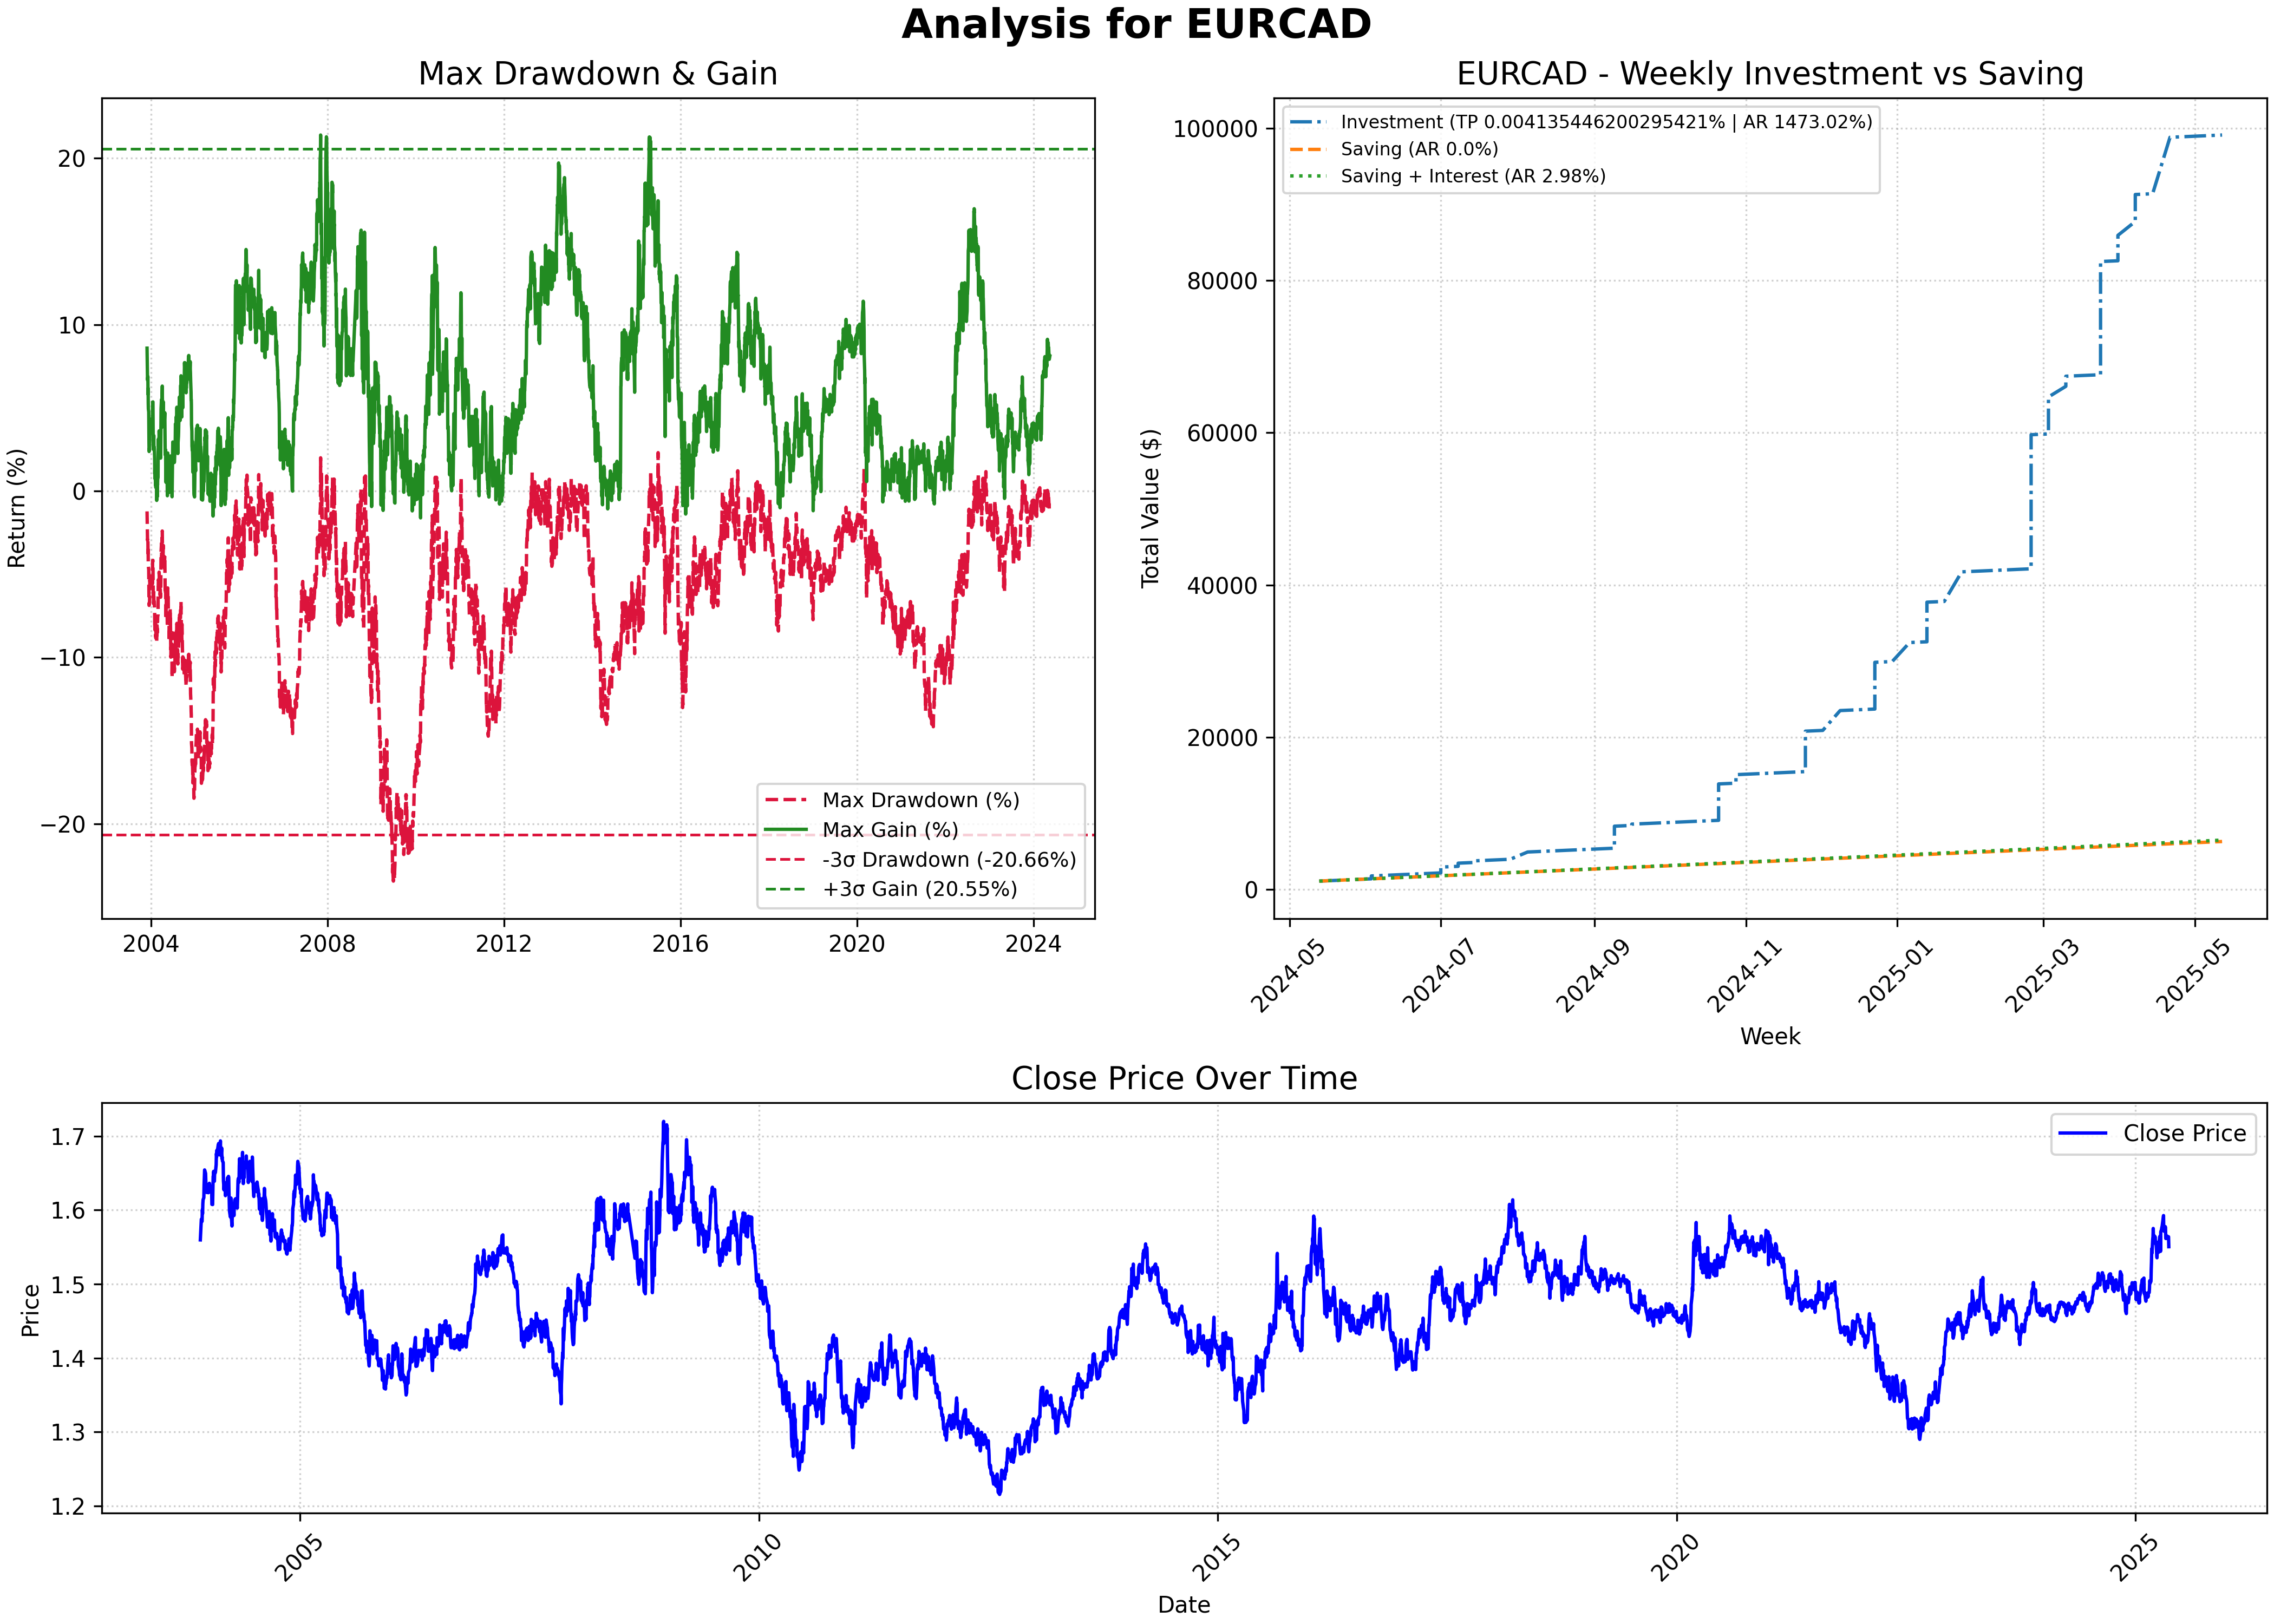 Analysis for EURCAD
Max Drawdown & Gain
Return (%)
20
10
0
−10
−20
2004
2008
2012
2016
2020
2024
Max Drawdown (%)
Max Gain (%)
-3σ Drawdown (-20.66%)
+3σ Gain (20.55%)
EURCAD - Weekly Investment vs Saving
Total Value ($)
100000
80000
60000
40000
20000
0
Investment (TP 0.004135446200295421% | AR 1473.02%)
Saving (AR 0.0%)
Saving + Interest (AR 2.98%)
2024-05
2024-07
2024-09
2024-11
2025-01
2025-03
2025-05
Week
Close Price Over Time
Price
1.7
1.6
1.5
1.4
1.3
1.2
Close Price
2005
2010
2015
2020
2025
Date